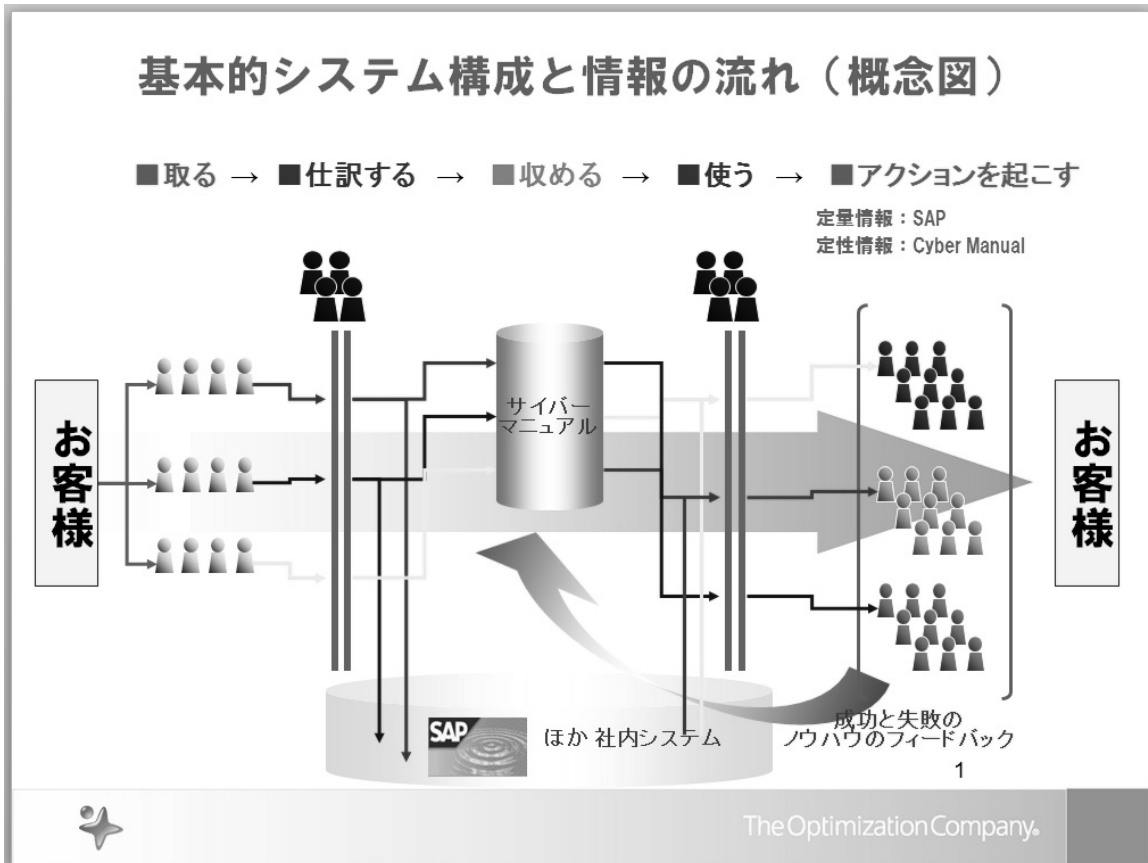 基本的システム構成と情報の流れ（概念図）
■取る → ■仕訳する → ■収める → ■使う → ■アクションを起こす
定量情報：SAP
定性情報：Cyber Manual
お客様
サイバー
マニュアル
お客様
SAP
ほか 社内システム
成功と失敗の
ノウハウのフィードバック
1
The Optimization Company®